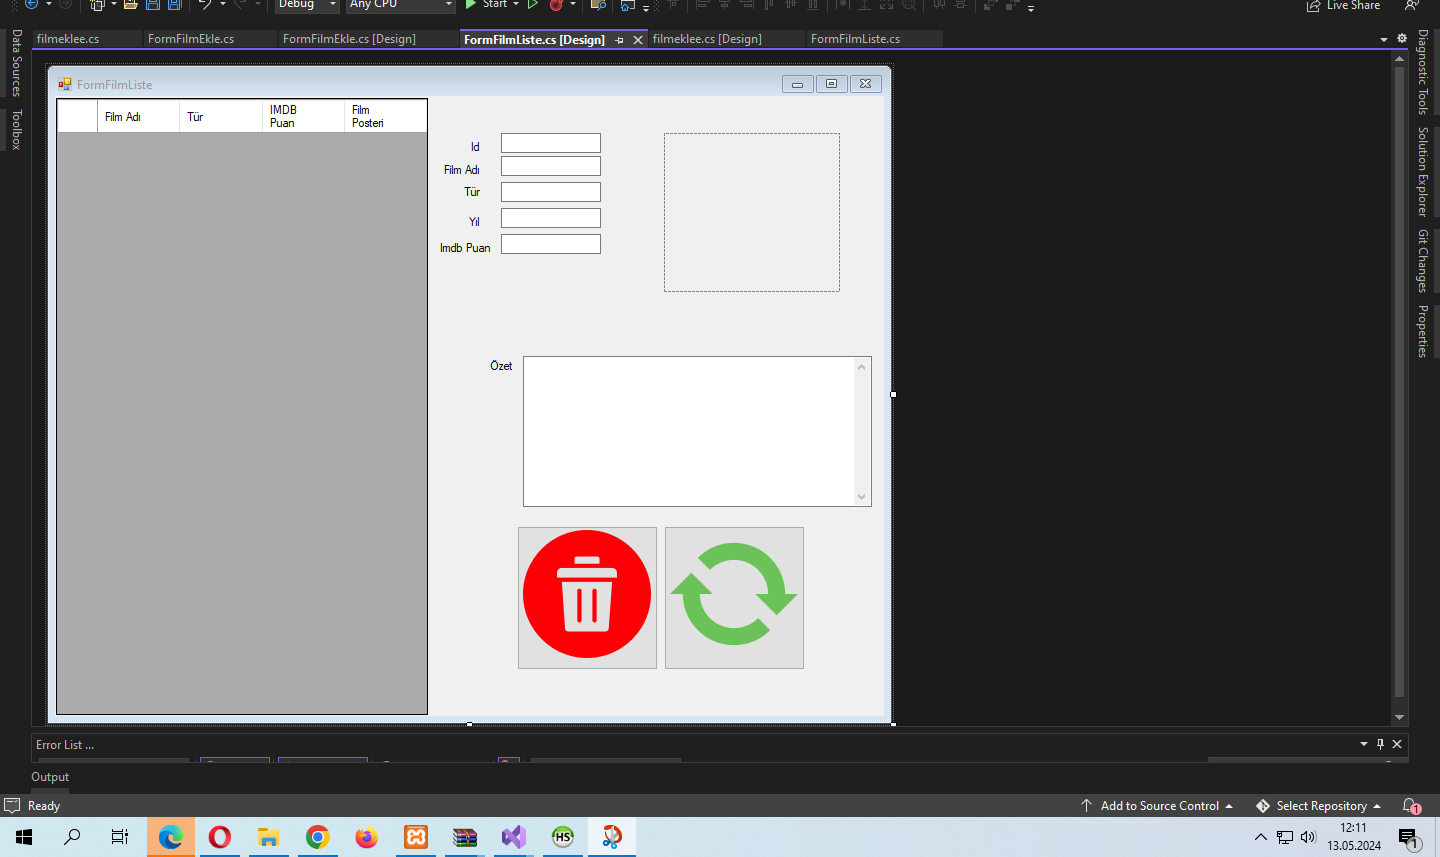 Debug
Any CPU
Start
Live Share
filmeklee.cs
FormFilmEkle.cs
FormFilmEkle.cs [Design]
FormFilmListe.cs [Design]
filmeklee.cs [Design]
FormFilmListe.cs
Data Sources
Toolbox
FormFilmListe
Film Adı
Tür
IMDB
Puan
Film
Posteri
Id
Film Adı
Tür
Yıl
Imdb Puan
Özet
Diagnostic Tools
Solution Explorer
Git Changes
Properties
Error List ...
Output
Ready
Add to Source Control
Select Repository
1
HS
12:11
13.05.2024
1